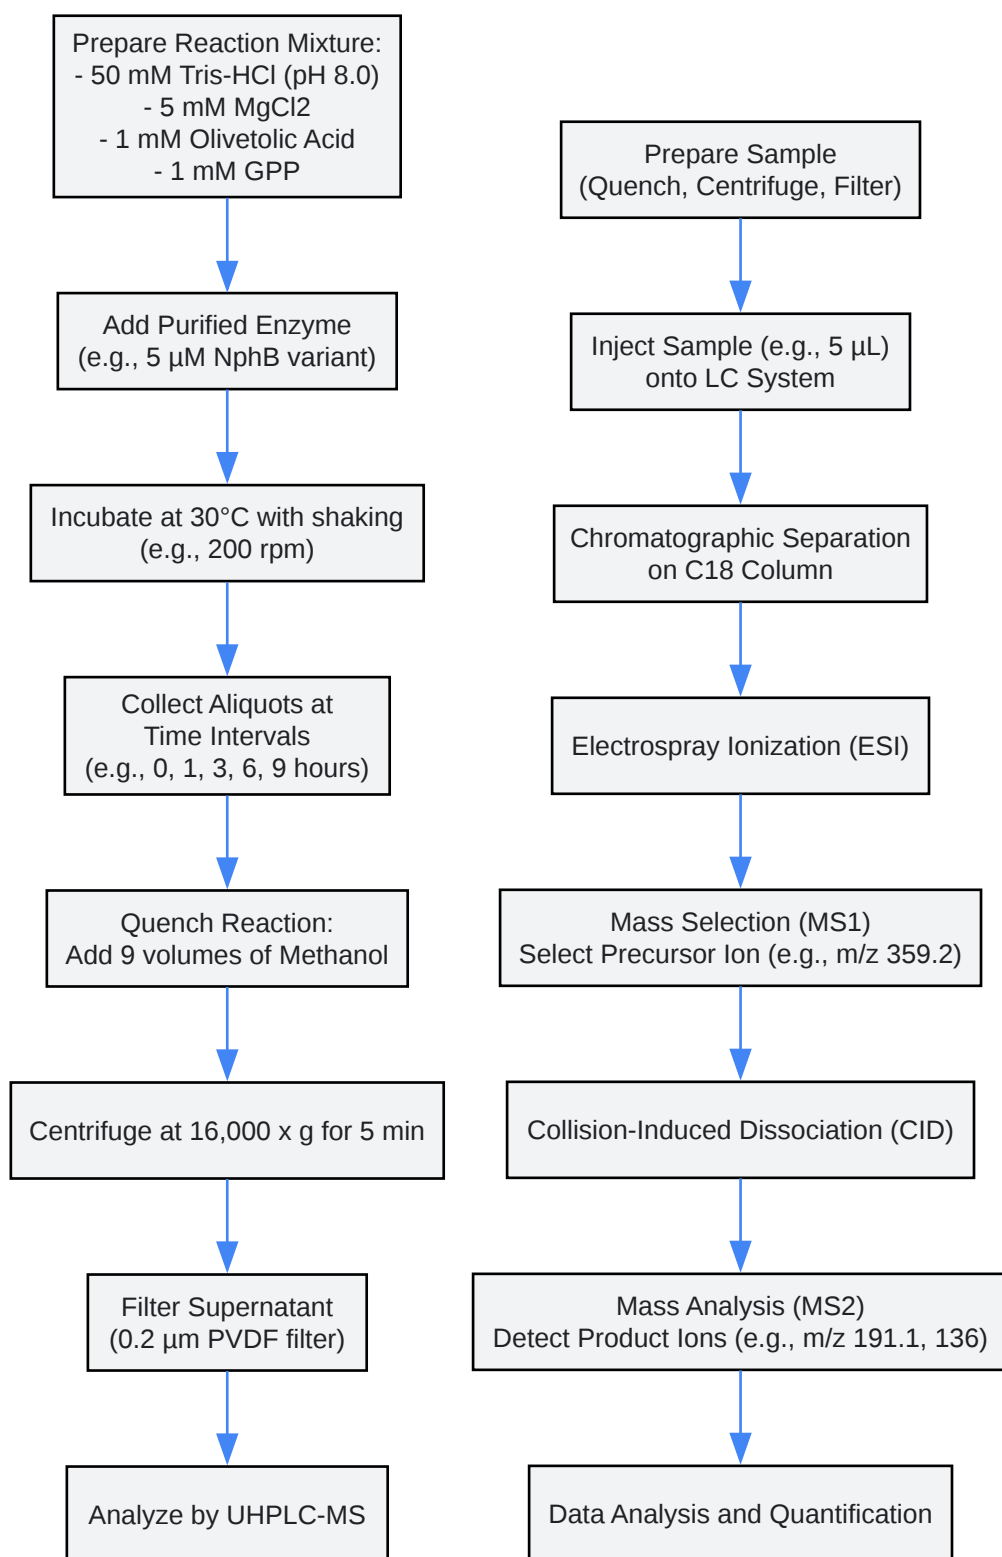 Prepare Reaction Mixture:
- 50 mM Tris-HCl (pH 8.0)
- 5 mM MgCl2
- 1 mM Olivetolic Acid
- 1 mM GPP
Add Purified Enzyme
(e.g., 5 µM NphB variant)
Incubate at 30°C with shaking
(e.g., 200 rpm)
Collect Aliquots at
Time Intervals
(e.g., 0, 1, 3, 6, 9 hours)
Quench Reaction:
Add 9 volumes of Methanol
Centrifuge at 16,000 x g for 5 min
Filter Supernatant
(0.2 µm PVDF filter)
Analyze by UHPLC-MS
Prepare Sample
(Quench, Centrifuge, Filter)
Inject Sample (e.g., 5 µL)
onto LC System
Chromatographic Separation
on C18 Column
Electrospray Ionization (ESI)
Mass Selection (MS1)
Select Precursor Ion (e.g., m/z 359.2)
Collision-Induced Dissociation (CID)
Mass Analysis (MS2)
Detect Product Ions (e.g., m/z 191.1, 136)
Data Analysis and Quantification